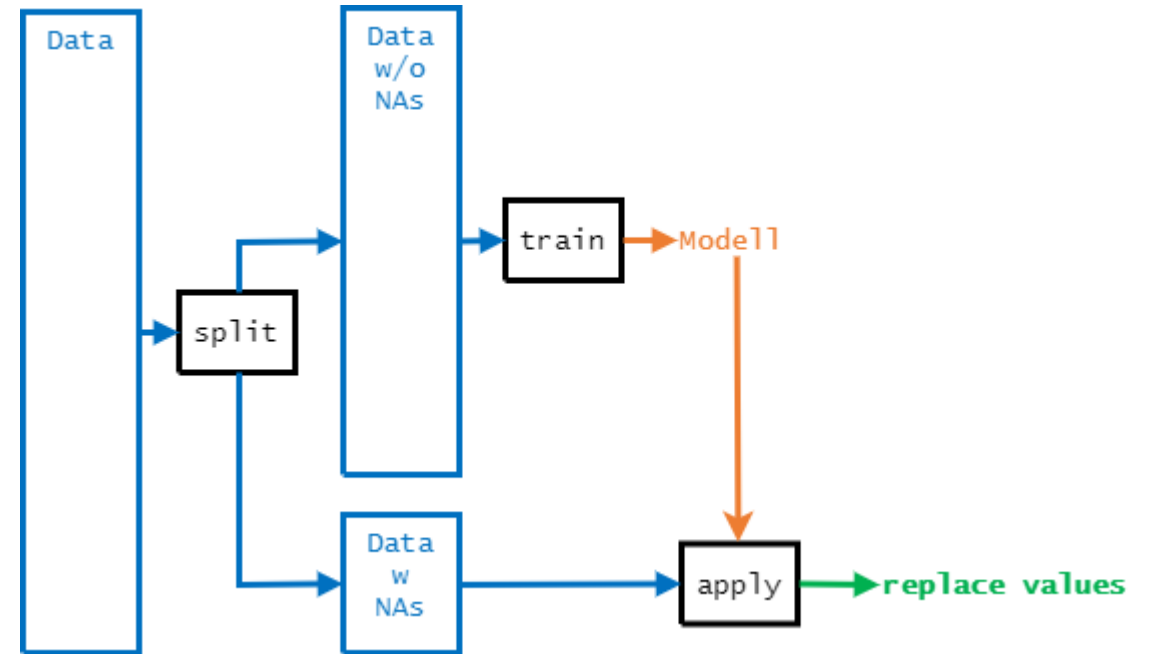 Data
Data
w/o
NAs
train
Modell
split
Data
w
NAs
apply
replace values